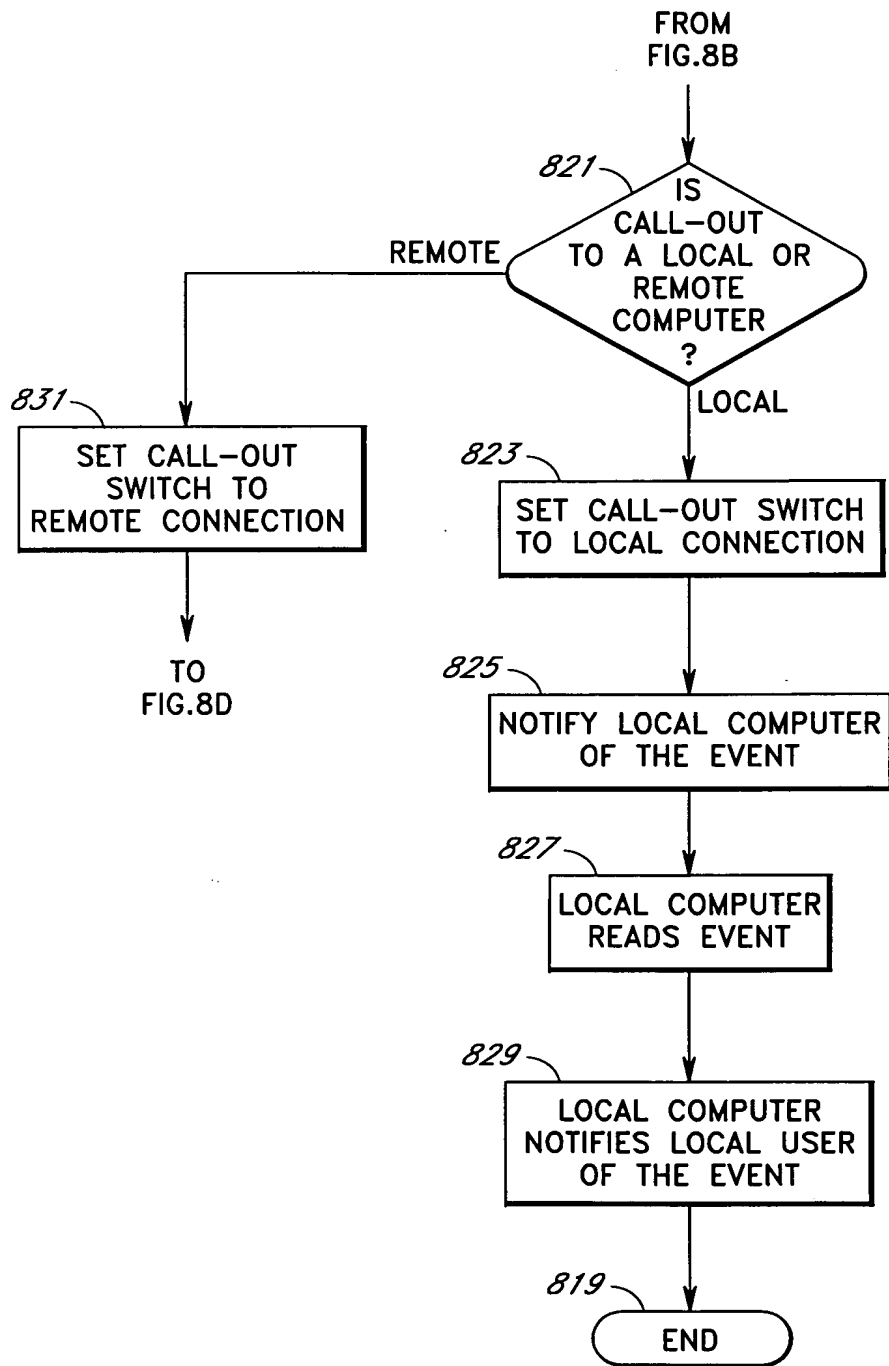 FROM
FIG.8B
821
IS
CALL-OUT
TO A LOCAL OR
REMOTE
COMPUTER
?
REMOTE
LOCAL
831
SET CALL-OUT
SWITCH TO
REMOTE CONNECTION
TO
FIG.8D
823
SET CALL-OUT SWITCH
TO LOCAL CONNECTION
825
NOTIFY LOCAL COMPUTER
OF THE EVENT
827
LOCAL COMPUTER
READS EVENT
829
LOCAL COMPUTER
NOTIFIES LOCAL USER
OF THE EVENT
819
END